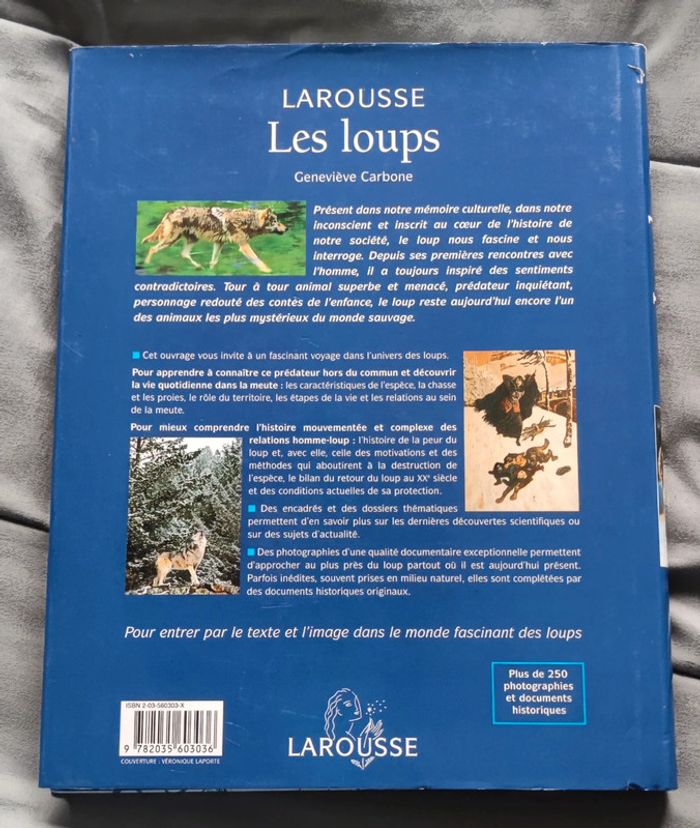 LAROUSSE
Les loups
Geneviève Carbone
Présent dans notre mémoire culturelle, dans notre
inconscient et inscrit au cœur de l'histoire de
notre société, le loup nous fascine et nous
interroge. Depuis ses premières rencontres avec
l'homme, il a toujours inspiré des sentiments
contradictoires. Tour à tour animal superbe et menacé, prédateur inquiétant,
personnage redouté des contes de l'enfance, le loup reste aujourd'hui encore l'un
des animaux les plus mystérieux du monde sauvage.
Cet ouvrage vous invite à un fascinant voyage dans l'univers des loups.
Pour apprendre à connaître ce prédateur hors du commun et découvrir
la vie quotidienne dans la meute : les caractéristiques de l'espèce, la chasse
et les proies, le rôle du territoire, les étapes de la vie et les relations au sein
de la meute.
Pour mieux comprendre l'histoire mouvementée et complexe des
relations homme-loup : l'histoire de la peur du
loup et, avec elle, celle des motivations et des
méthodes qui aboutirent à la destruction de
l'espèce, le bilan du retour du loup au XXe siècle
et des conditions actuelles de sa protection.
Des encadrés et des dossiers thématiques
permettent d'en savoir plus sur les dernières découvertes scientifiques ou
sur des sujets d'actualité.
Des photographies d'une qualité documentaire exceptionnelle permettent
d'approcher au plus près du loup partout où il est aujourd'hui présent.
Parfois inédites, souvent prises en milieu naturel, elles sont complétées par
des documents historiques originaux.
Pour entrer par le texte et l'image dans le monde fascinant des loups
Plus de 250
photographies
et documents
historiques
ISBN 2-03-560303-X
9 782035 603036
COUVERTURE : VÉRONIQUE LAPORTE
LAROUSSE